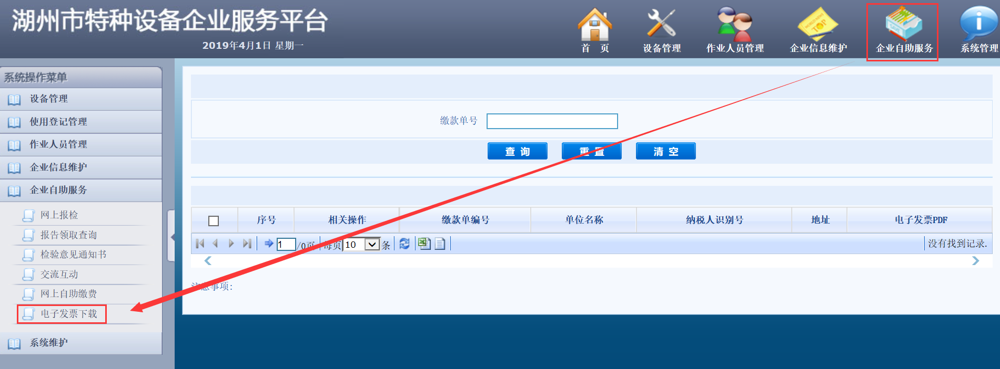 湖州市特种设备企业服务平台
2019年4月1日 星期一
首 页
设备管理
作业人员管理
企业信息维护
企业自助服务
系统管理
系统操作菜单
设备管理
使用登记管理
作业人员管理
企业信息维护
企业自助服务
网上报检
报告领取查询
检验意见通知书
交流互动
网上自助缴费
电子发票下载
系统维护
缴款单号
查 询
重 置
清 空
序号 相关操作 缴款单编号 单位名称 纳税人识别号 地址 电子发票PDF
1 /0页 每页 10 条 没有找到记录.
注意事项: